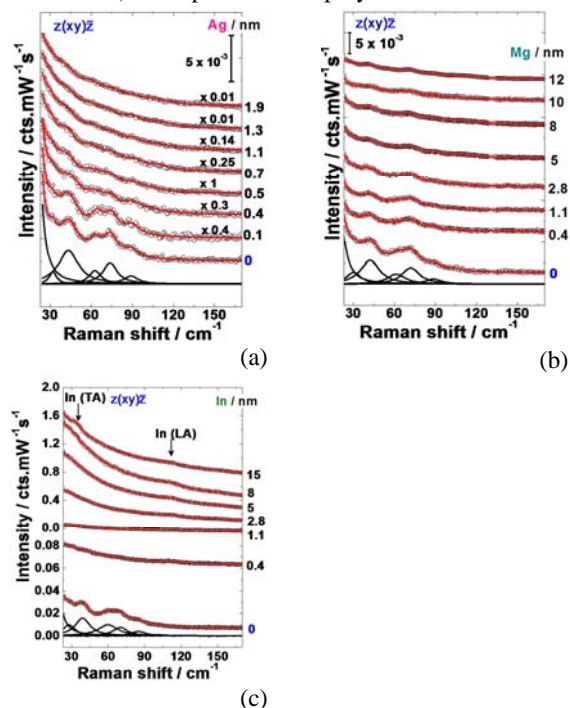 z(xy)z̄
Ag / nm
5 x 10⁻³
x 0.01
1.9
x 0.01
1.3
x 0.14
1.1
x 0.25
0.7
x 1
0.5
x 0.3
0.4
x 0.4
0.1
0
Intensity / cts.mW⁻¹s⁻¹
30 60 90 120 150
Raman shift / cm⁻¹
(a)
z(xy)z̄
5 x 10⁻³
Mg / nm
12
10
8
5
2.8
1.1
0.4
0
Intensity / cts.mW⁻¹s⁻¹
30 60 90 120 150
Raman shift / cm⁻¹
(b)
In (TA) z(xy)z̄ In / nm
In (LA)
2.0
1.6
1.2
0.8
0.4
0.0
0.08
0.06
0.04
0.02
0.00
15
8
5
2.8
1.1
0.4
0
Intensity / cts.mW⁻¹s⁻¹
30 60 90 120 150
Raman shift / cm⁻¹
(c)